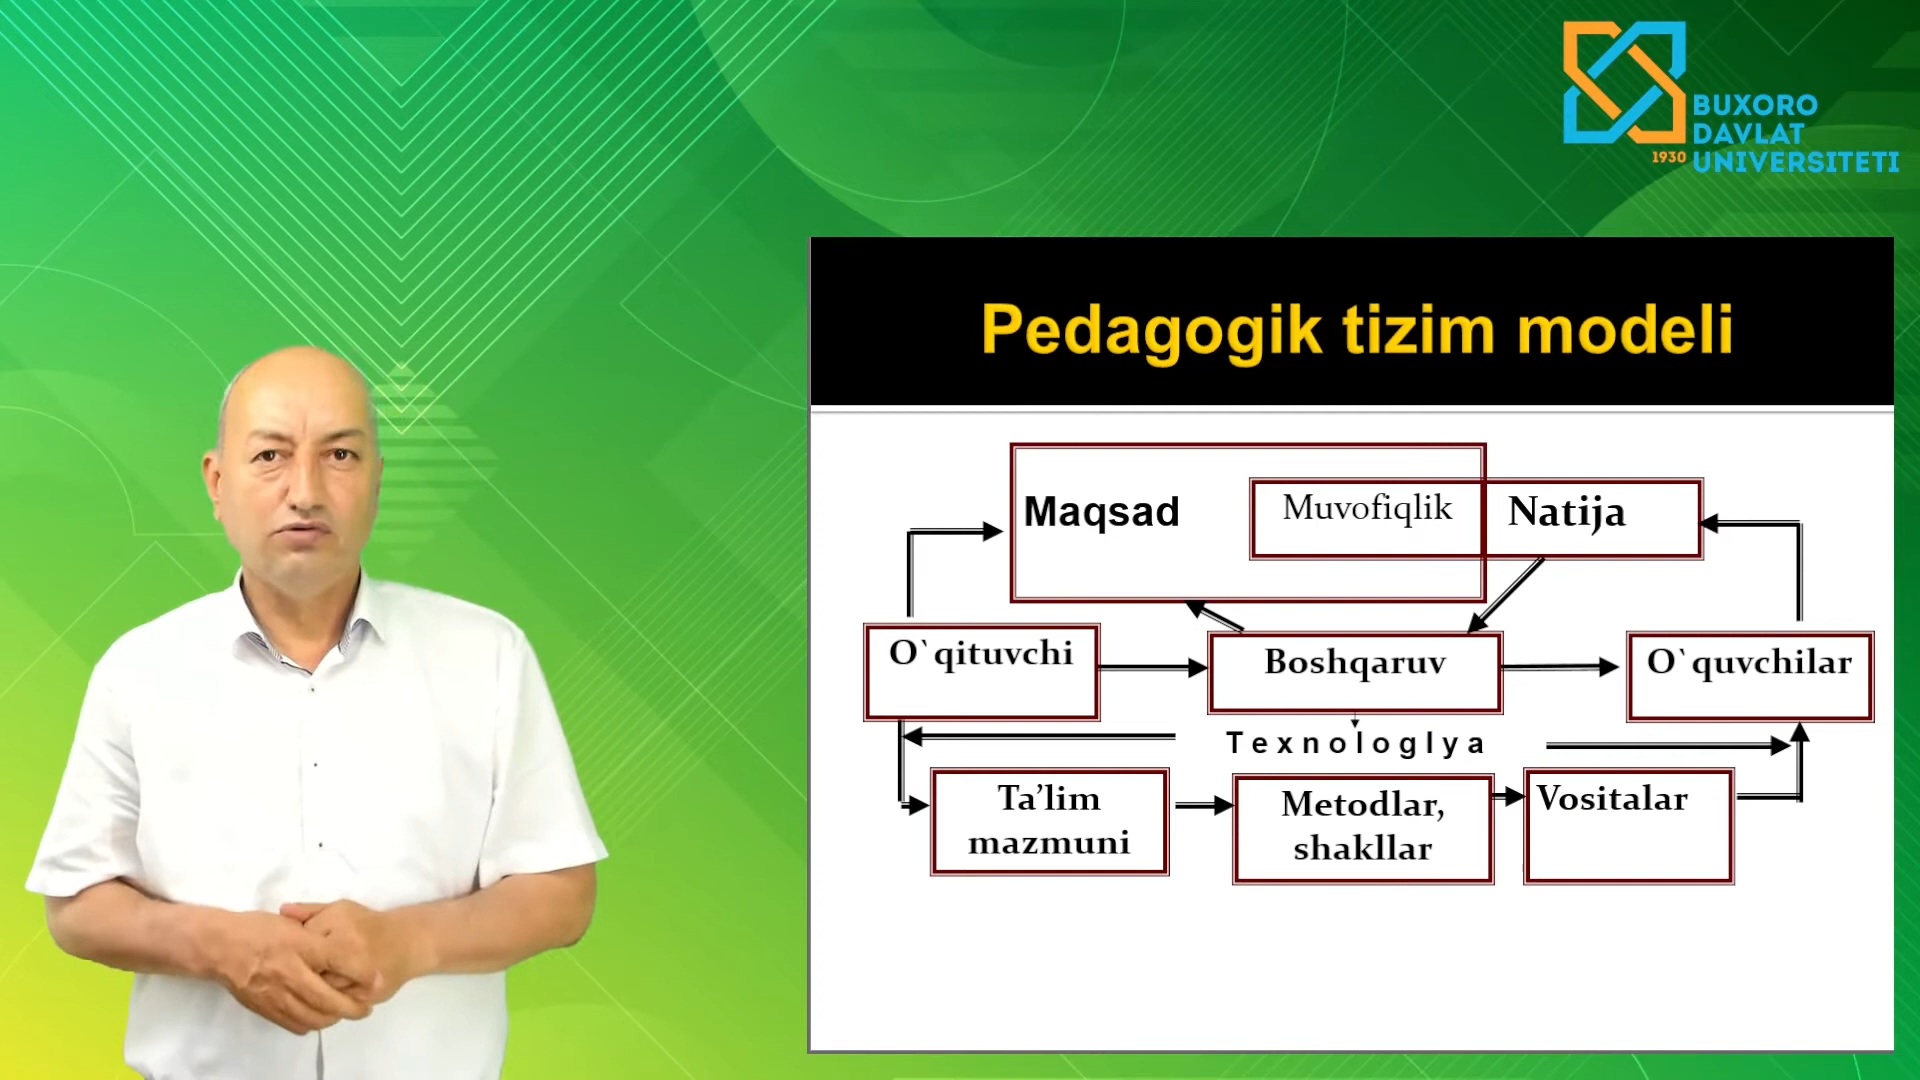 BUXORO
DAVLAT
1930 UNIVERSITETI
Pedagogik tizim modeli
Maqsad
Muvofiqlik
Natija
O`qituvchi
Boshqaruv
O`quvchilar
TexnologIya
Ta’lim
mazmuni
Metodlar,
shakllar
Vositalar